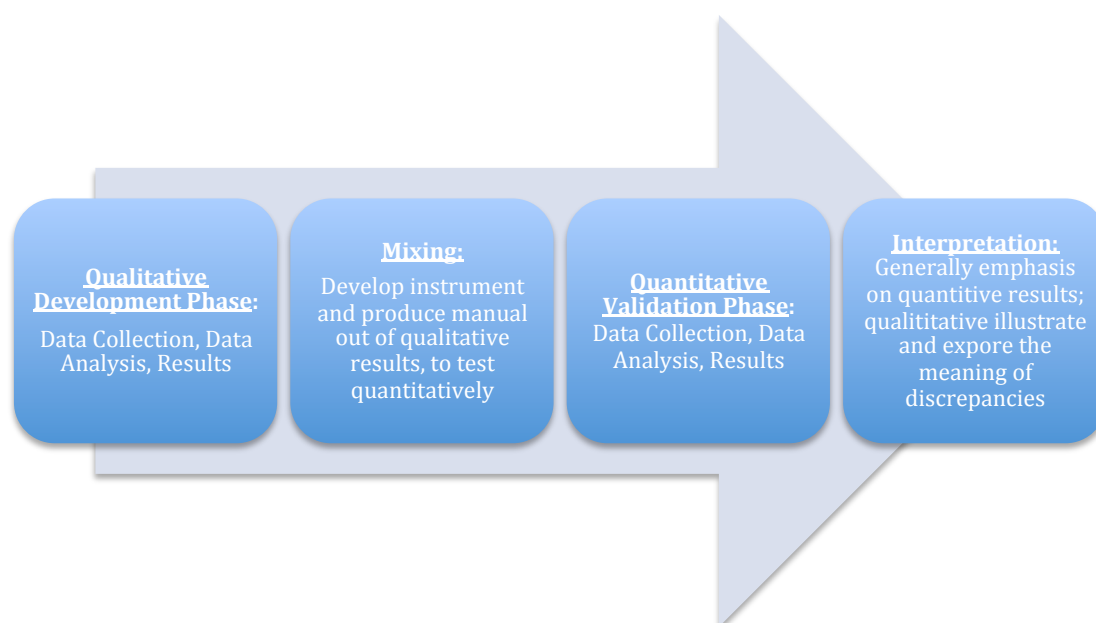 Qualitative
Development Phase:
Data Collection, Data
Analysis, Results
Mixing:
Develop instrument
and produce manual
out of qualitative
results, to test
quantitatively
Quantitative
Validation Phase:
Data Collection, Data
Analysis, Results
Interpretation:
Generally emphasis
on quantitive results;
qualititative illustrate
and expore the
meaning of
discrepancies